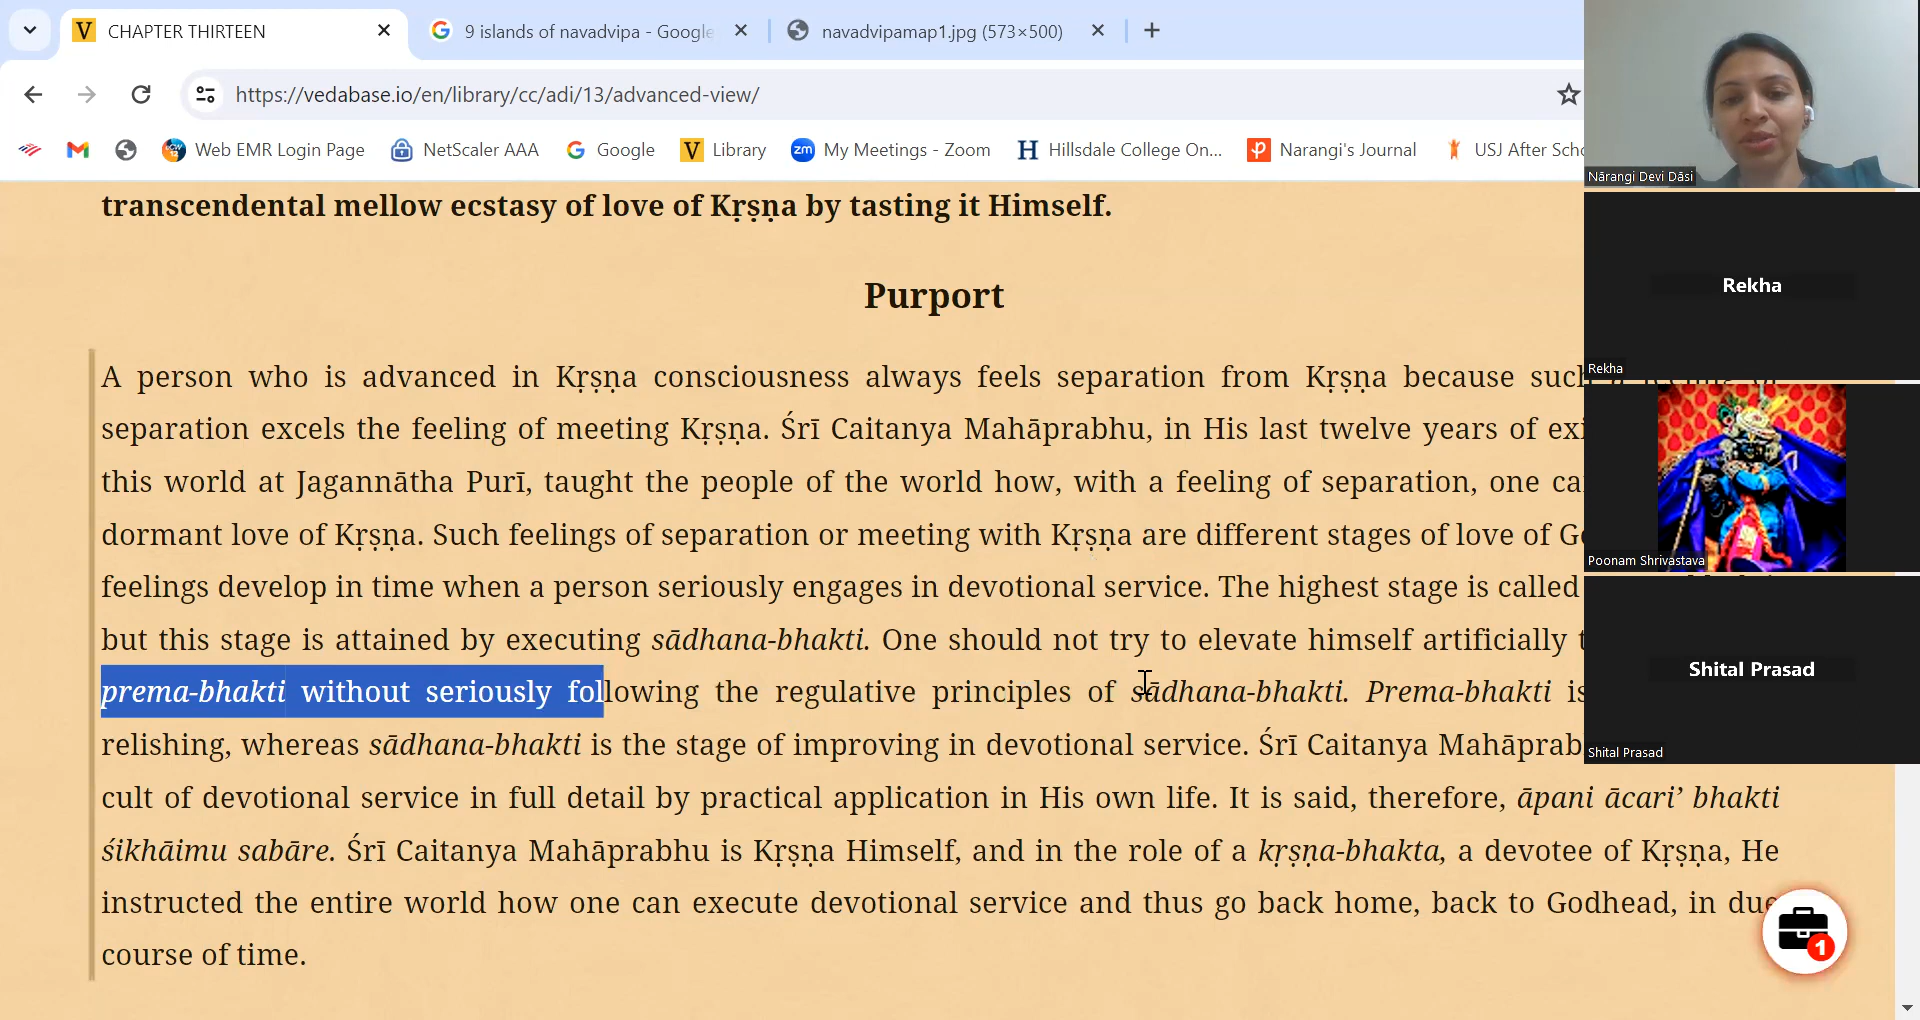 CHAPTER THIRTEEN
9 islands of navadvipa - Google
navadvipamap1.jpg (573×500)
https://vedabase.io/en/library/cc/adi/13/advanced-view/
Web EMR Login Page
NetScaler AAA
Google
Library
zm
My Meetings - Zoom
Hillsdale College On...
Narangi's Journal
USJ After Scho
transcendental mellow ecstasy of love of Kṛṣṇa by tasting it Himself.
Purport
A person who is advanced in Kṛṣṇa consciousness always feels separation from Kṛṣṇa because such
separation excels the feeling of meeting Kṛṣṇa. Śrī Caitanya Mahāprabhu, in His last twelve years of exi
this world at Jagannātha Purī, taught the people of the world how, with a feeling of separation, one ca
dormant love of Kṛṣṇa. Such feelings of separation or meeting with Kṛṣṇa are different stages of love of G
feelings develop in time when a person seriously engages in devotional service. The highest stage is called
but this stage is attained by executing sādhana-bhakti. One should not try to elevate himself artificially
prema-bhakti without seriously following the regulative principles of sādhana-bhakti. Prema-bhakti is
relishing, whereas sādhana-bhakti is the stage of improving in devotional service. Śrī Caitanya Mahāprab
cult of devotional service in full detail by practical application in His own life. It is said, therefore, āpani ācari’ bhakti
śikhāimu sabāre. Śrī Caitanya Mahāprabhu is Kṛṣṇa Himself, and in the role of a kṛṣṇa-bhakta, a devotee of Kṛṣṇa, He
instructed the entire world how one can execute devotional service and thus go back home, back to Godhead, in due
course of time.
1
Nārangi Devi Dāsi
Rekha
Rekha
Poonam Shrivastava
Shital Prasad
Shital Prasad